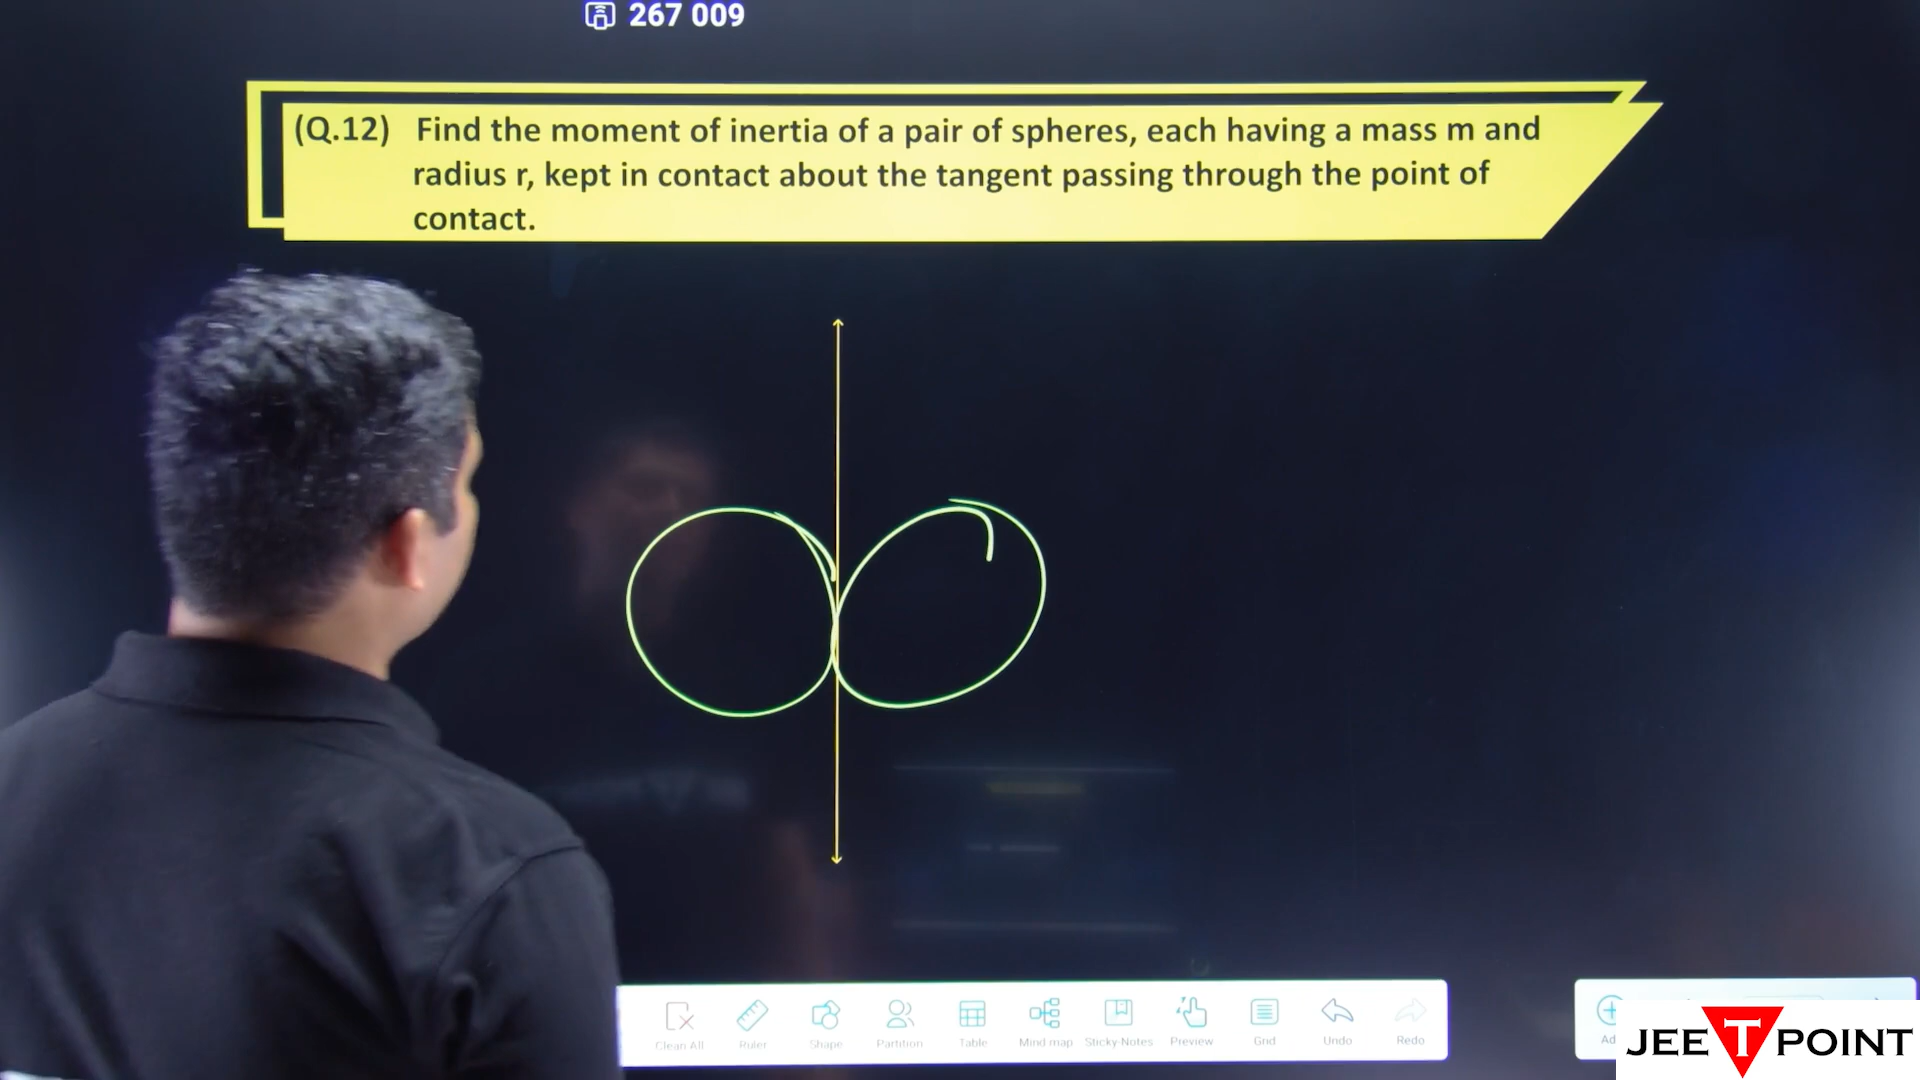 267 009
(Q.12) Find the moment of inertia of a pair of spheres, each having a mass m and
radius r, kept in contact about the tangent passing through the point of
contact.
Clean All Ruler Shape Partition Table Mind map Sticky Notes Preview Grid Undo Redo
JEE T POINT